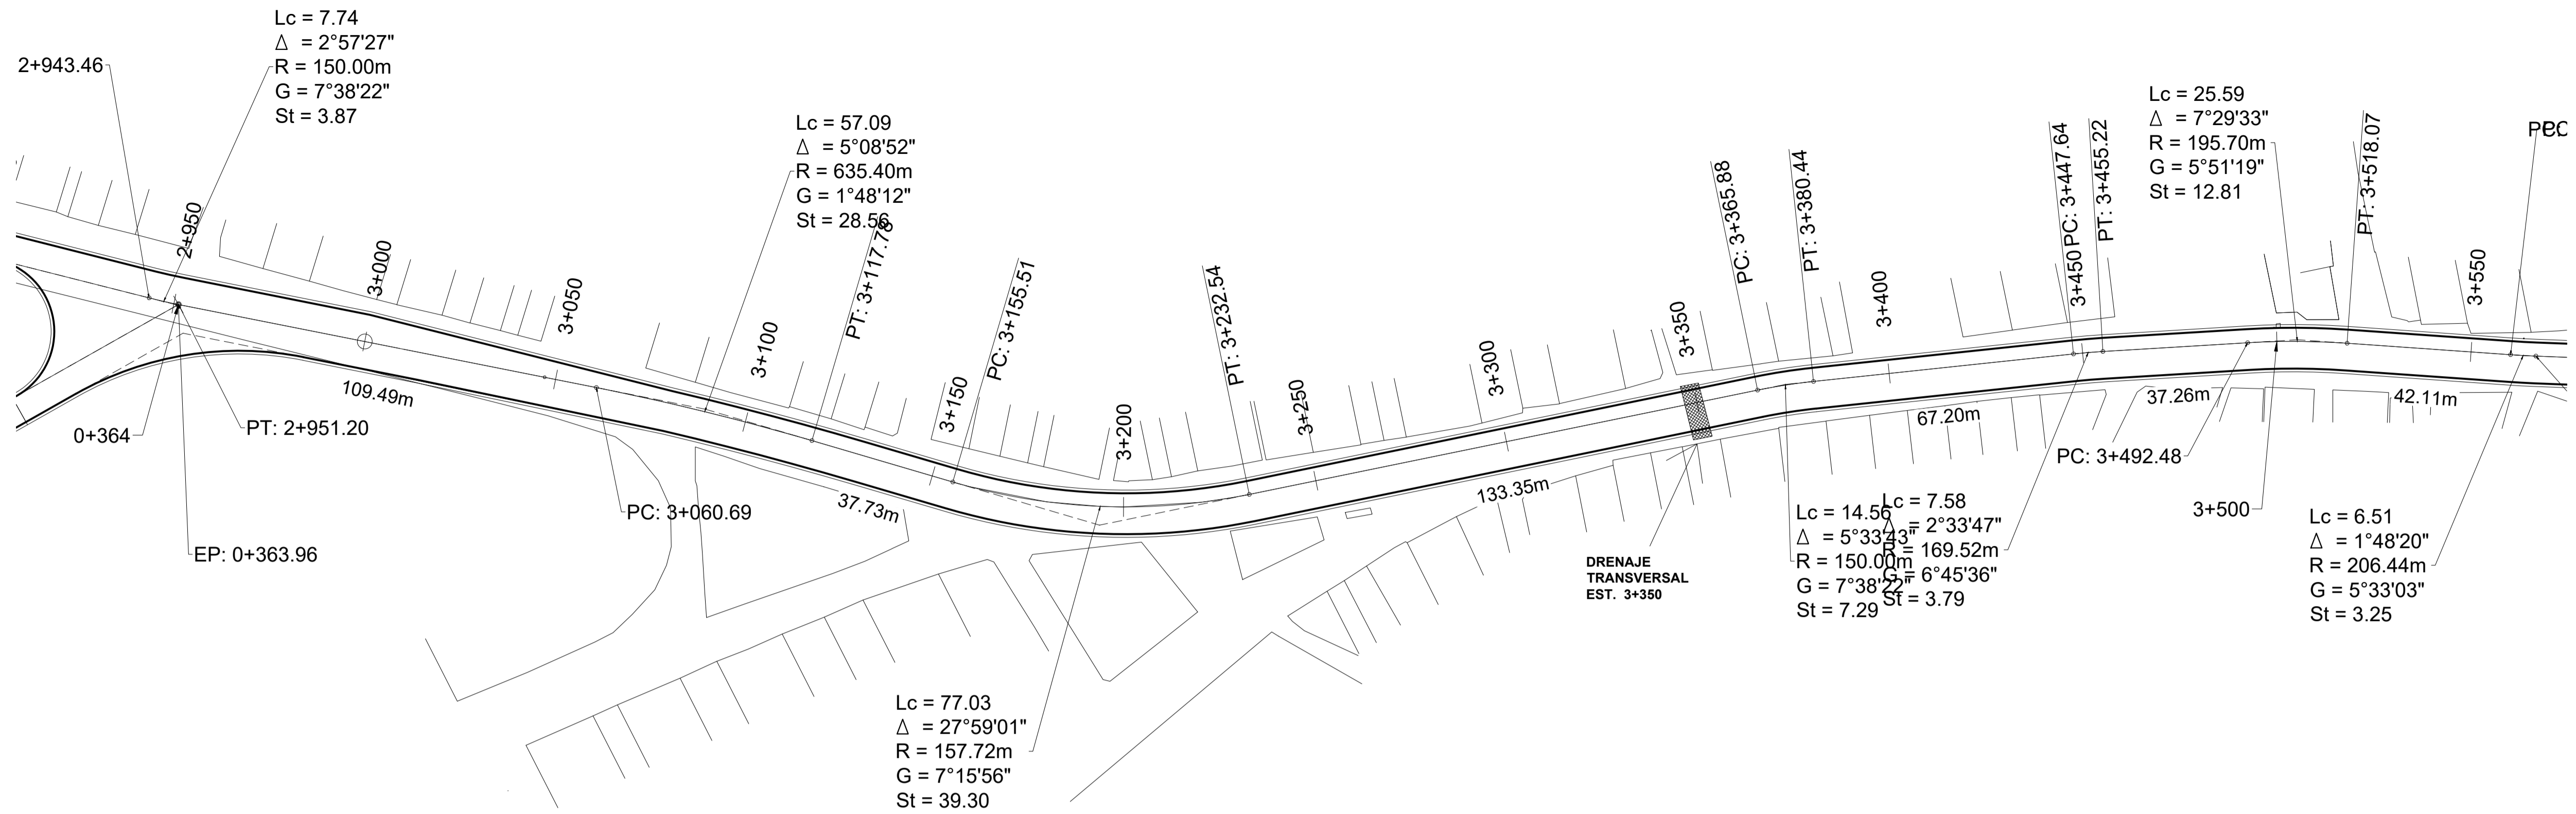 Lc = 7.74
Δ = 2°57'27"
R = 150.00m
G = 7°38'22"
St = 3.87
2+943.46
Lc = 57.09
Δ = 5°08'52"
R = 635.40m
G = 1°48'12"
St = 28.56
Lc = 25.59
Δ = 7°29'33"
R = 195.70m
G = 5°51'19"
St = 12.81
2+950
3+000
3+050
3+100
PT: 3+117.78
3+150
PC: 3+155.51
3+200
PT: 3+232.54
3+250
3+300
3+350
PC: 3+365.88
PT: 3+380.44
3+400
3+450
PC: 3+447.64
PT: 3+455.22
PT: 3+518.07
3+550
109.49m
37.73m
133.35m
67.20m
37.26m
42.11m
0+364
PT: 2+951.20
EP: 0+363.96
PC: 3+060.69
PC: 3+492.48
3+500
DRENAJE
TRANSVERSAL
EST. 3+350
Lc = 14.56
Δ = 5°33'43"
R = 150.00m
G = 7°38'22"
St = 7.29
Lc = 7.58
Δ = 2°33'47"
R = 169.52m
G = 6°45'36"
St = 3.79
Lc = 6.51
Δ = 1°48'20"
R = 206.44m
G = 5°33'03"
St = 3.25
Lc = 77.03
Δ = 27°59'01"
R = 157.72m
G = 7°15'56"
St = 39.30